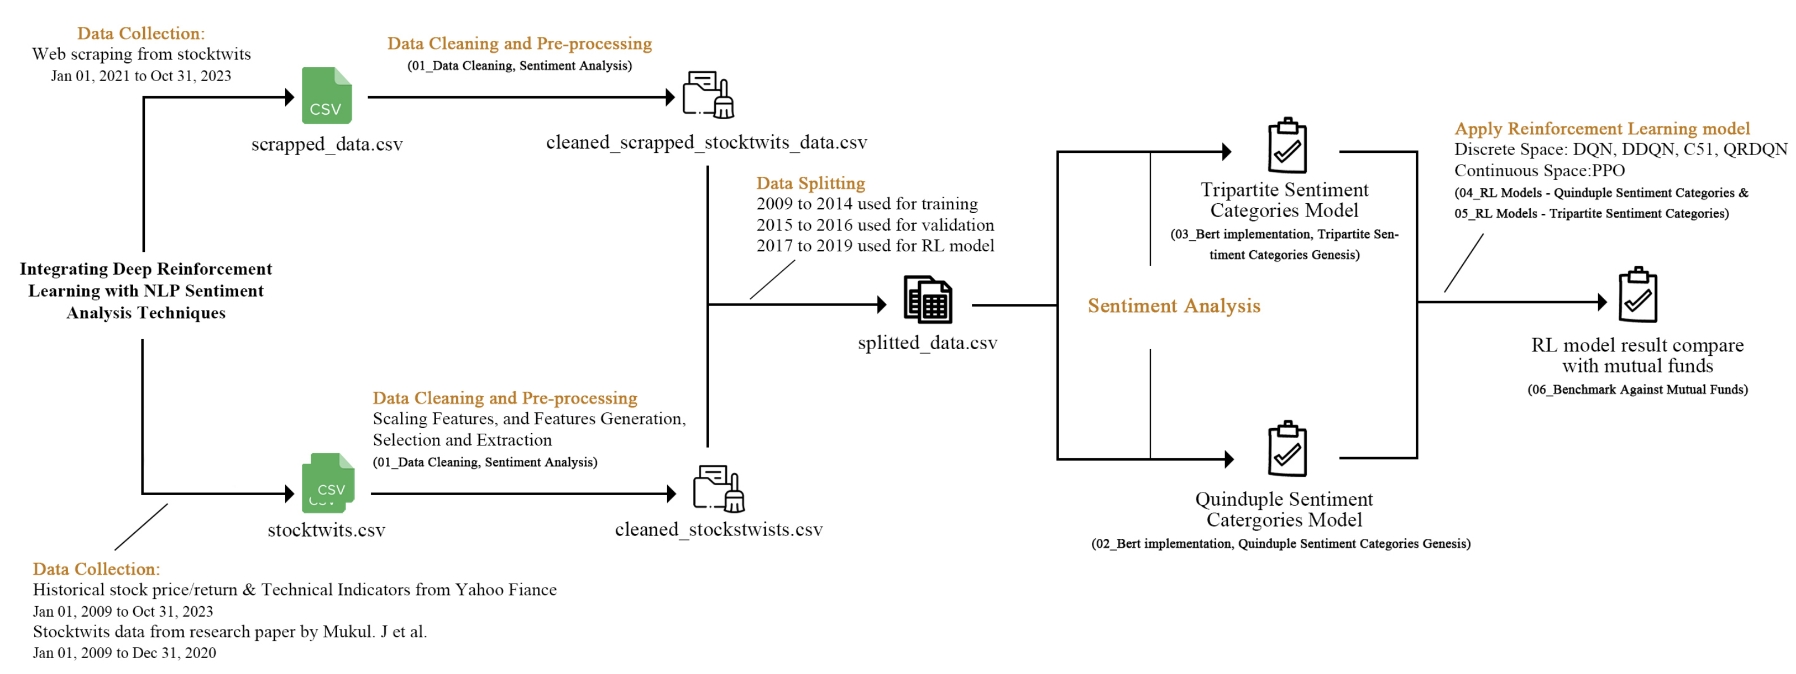 Data Collection:
Web scraping from stocktwits
Jan 01, 2021 to Oct 31, 2023
CSV
scrapped_data.csv
Data Cleaning and Pre-processing
(01_Data Cleaning, Sentiment Analysis)
cleaned_scrapped_stocktwits_data.csv
Integrating Deep Reinforcement
Learning with NLP Sentiment
Analysis Techniques
CSV
CSV
stocktwits.csv
Data Collection:
Historical stock price/return & Technical Indicators from Yahoo Fiance
Jan 01, 2009 to Oct 31, 2023
Stocktwits data from research paper by Mukul. J et al.
Jan 01, 2009 to Dec 31, 2020
Data Cleaning and Pre-processing
Scaling Features, and Features Generation,
Selection and Extraction
(01_Data Cleaning, Sentiment Analysis)
cleaned_stockstwists.csv
Data Splitting
2009 to 2014 used for training
2015 to 2016 used for validation
2017 to 2019 used for RL model
splitted_data.csv
Sentiment Analysis
Tripartite Sentiment
Categories Model
(03_Bert implementation, Tripartite Sen-
timent Categories Genesis)
Quinduple Sentiment
Catergories Model
(02_Bert implementation, Quinduple Sentiment Categories Genesis)
Apply Reinforcement Learning model
Discrete Space: DQN, DDQN, C51, QRDQN
Continuous Space:PPO
(04_RL Models - Quinduple Sentiment Categories &
05_RL Models - Tripartite Sentiment Categories)
RL model result compare
with mutual funds
(06_Benchmark Against Mutual Funds)